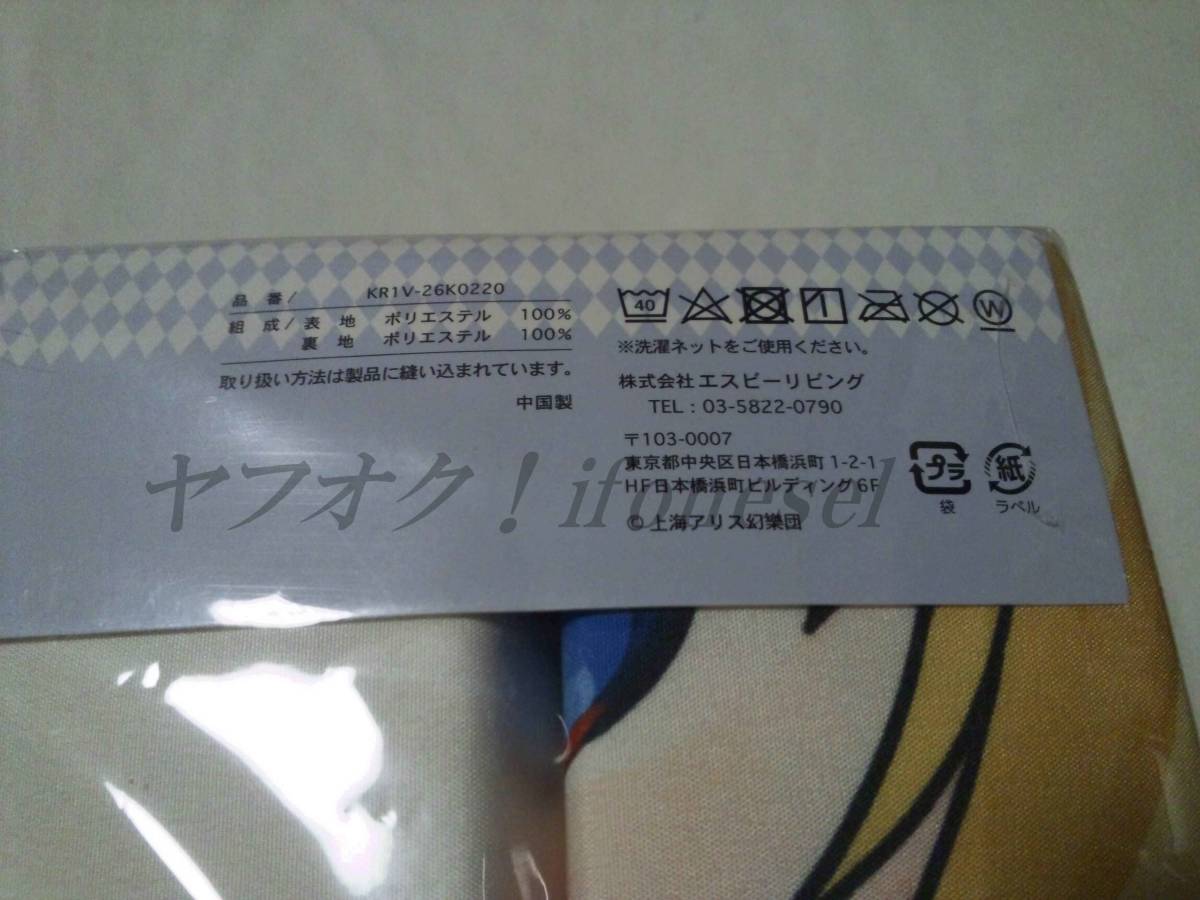 品番/ KR1V-26K0220
組成/表地 ポリエステル 100%
裏地 ポリエステル 100%
取り扱い方法は製品に縫い込まれています。
中国製
40
W
※洗濯ネットをご使用ください。
株式会社エスビーリビング
TEL：03-5822-0790
〒103-0007
東京都中央区日本橋浜町1-2-1
HF日本橋浜町ビルディング6F
©上海アリス幻樂団
プラ
袋
紙
ラベル
ヤフオク！ifonesel